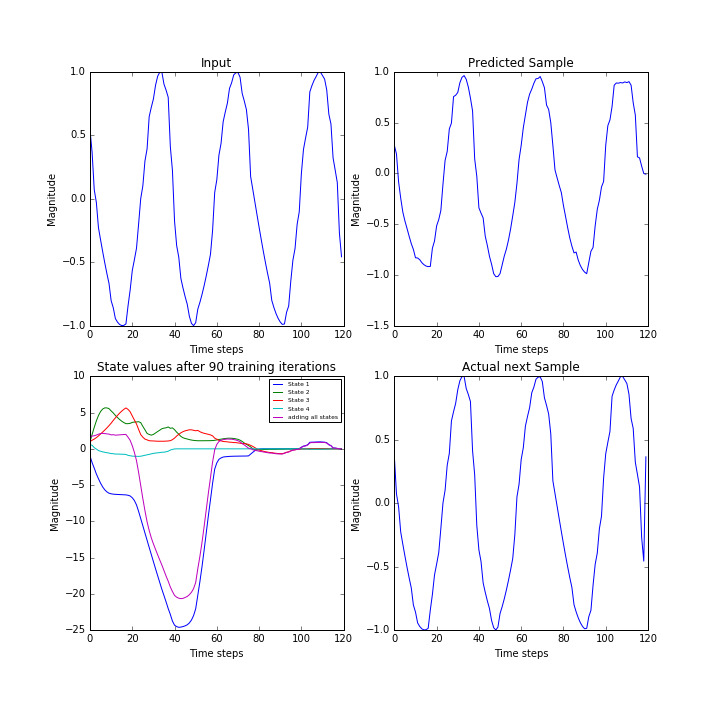 Input
1.0
0.5
0.0
−0.5
−1.0
Magnitude
0 20 40 60 80 100 120
Time steps
Predicted Sample
1.0
0.5
0.0
−0.5
−1.0
−1.5
Magnitude
0 20 40 60 80 100 120
Time steps
State values after 90 training iterations
10
5
0
−5
−10
−15
−20
−25
Magnitude
State 1
State 2
State 3
State 4
adding all states
0 20 40 60 80 100 120
Time steps
Actual next Sample
1.0
0.5
0.0
−0.5
−1.0
Magnitude
0 20 40 60 80 100 120
Time steps